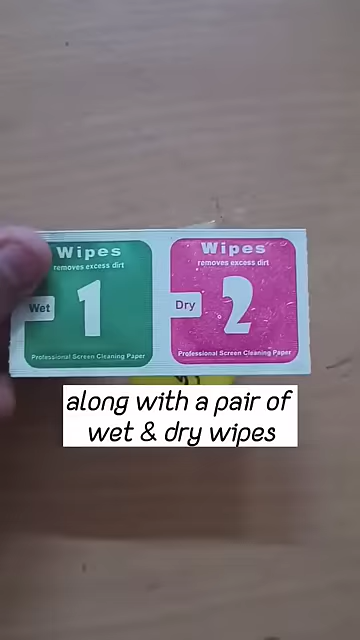 Wipes
removes excess dirt
Wet
1
Professional Screen Cleaning Paper
Wipes
removes excess dirt
Dry
2
Professional Screen Cleaning Paper
along with a pair of
wet & dry wipes